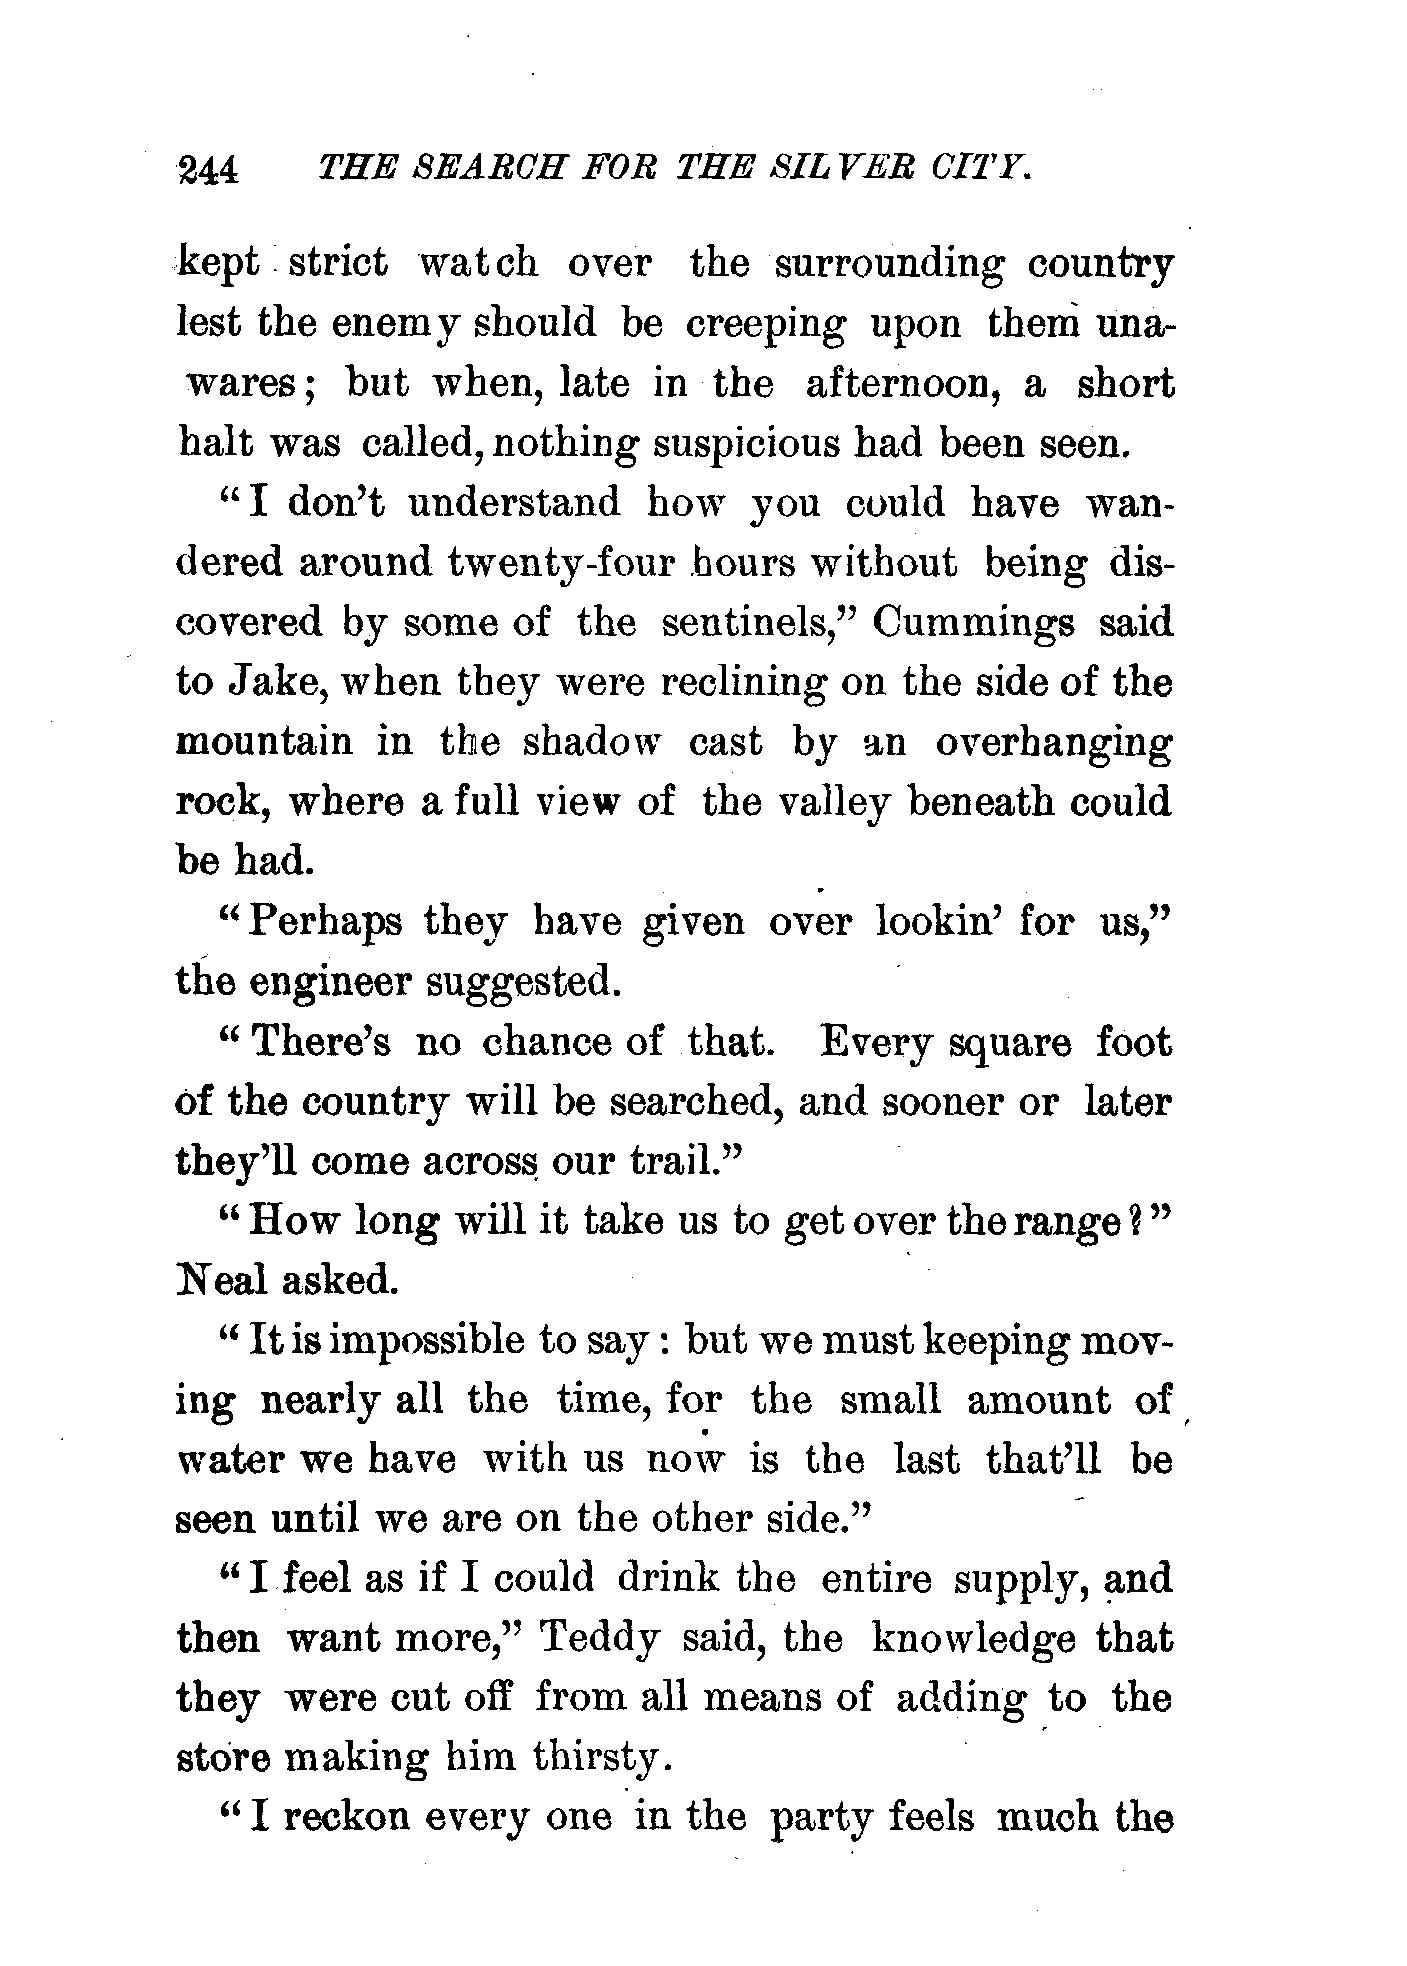 244 THE SEARCH FOR THE SILVER CITY.
kept strict watch over the surrounding country
lest the enemy should be creeping upon them una-
wares; but when, late in the afternoon, a short
halt was called, nothing suspicious had been seen.
"I don't understand how you could have wan-
dered around twenty-four hours without being dis-
covered by some of the sentinels," Cummings said
to Jake, when they were reclining on the side of the
mountain in the shadow cast by an overhanging
rock, where a full view of the valley beneath could
be had.
"Perhaps they have given over lookin' for us,"
the engineer suggested.
"There's no chance of that. Every square foot
of the country will be searched, and sooner or later
they'll come across our trail."
"How long will it take us to get over the range?"
Neal asked.
"It is impossible to say: but we must keeping mov-
ing nearly all the time, for the small amount of
water we have with us now is the last that'll be
seen until we are on the other side."
"I feel as if I could drink the entire supply, and
then want more," Teddy said, the knowledge that
they were cut off from all means of adding to the
store making him thirsty.
"I reckon every one in the party feels much the